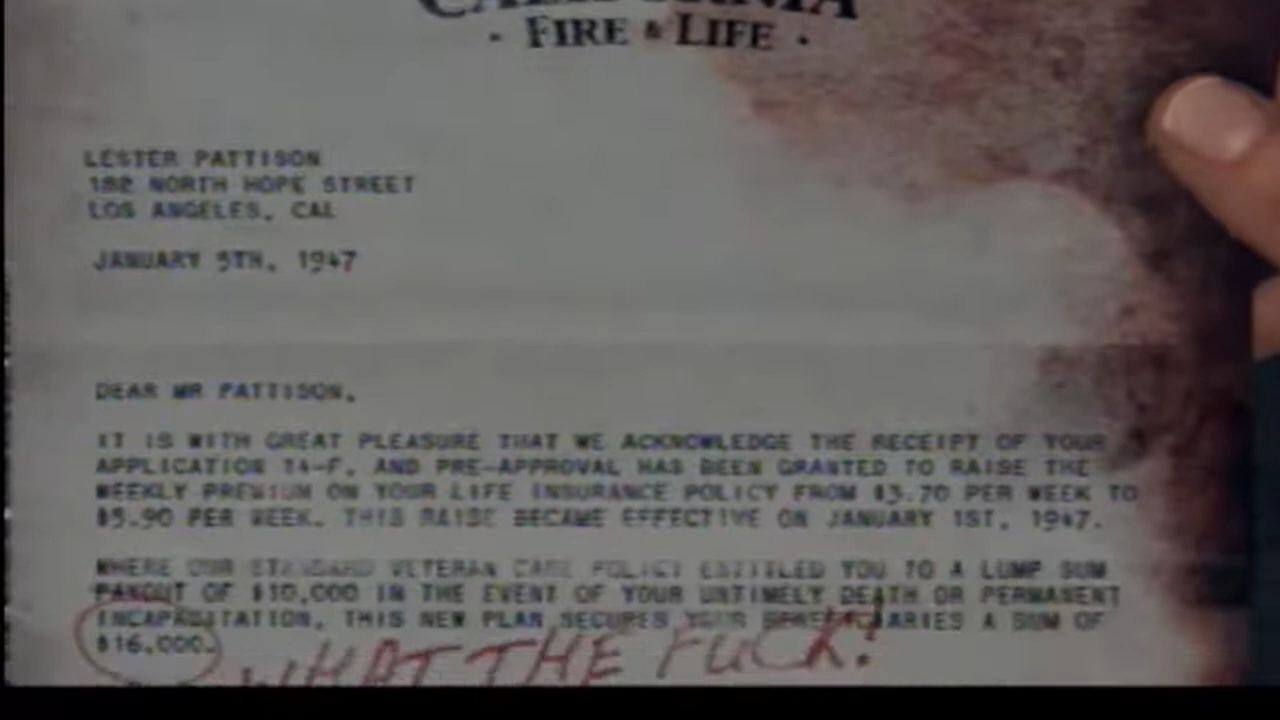 CALIFORNIA
· FIRE & LIFE ·
LESTER PATTISON
182 NORTH HOPE STREET
LOS ANGELES, CAL
JANUARY 5TH, 1947
DEAR MR PATTISON,
IT IS WITH GREAT PLEASURE THAT WE ACKNOWLEDGE THE RECEIPT OF YOUR
APPLICATION 14-F, AND PRE-APPROVAL HAS BEEN GRANTED TO RAISE THE
WEEKLY PREMIUM ON YOUR LIFE INSURANCE POLICY FROM $3.70 PER WEEK TO
$5.90 PER WEEK. THIS RAISE BECAME EFFECTIVE ON JANUARY 1ST, 1947.
WHERE OUR STANDARD VETERAN CARE POLICY ENTITLED YOU TO A LUMP SUM
PAYOUT OF $10,000 IN THE EVENT OF YOUR UNTIMELY DEATH OR PERMANENT
INCAPACITATION, THIS NEW PLAN SECURES YOUR BENEFICIARIES A SUM OF
$16,000.
WHAT THE FUCK!